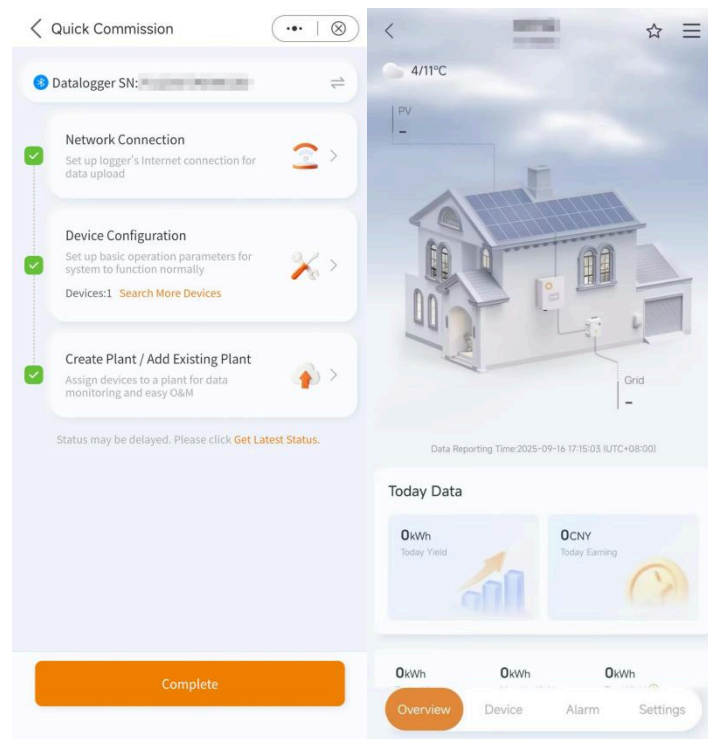 Quick Commission
Datalogger SN:
Network Connection
Set up logger's Internet connection for
data upload
Device Configuration
Set up basic operation parameters for
system to function normally
Devices:1 Search More Devices
Create Plant / Add Existing Plant
Assign devices to a plant for data
monitoring and easy O&M
Status may be delayed. Please click Get Latest Status.
Complete
4/11°C
PV
-
Grid
-
Data Reporting Time:2025-09-16 17:15:03 (UTC+08:00)
Today Data
0kWh
Today Yield
0CNY
Today Earning
0kWh
0kWh
0kWh
Overview
Device
Alarm
Settings